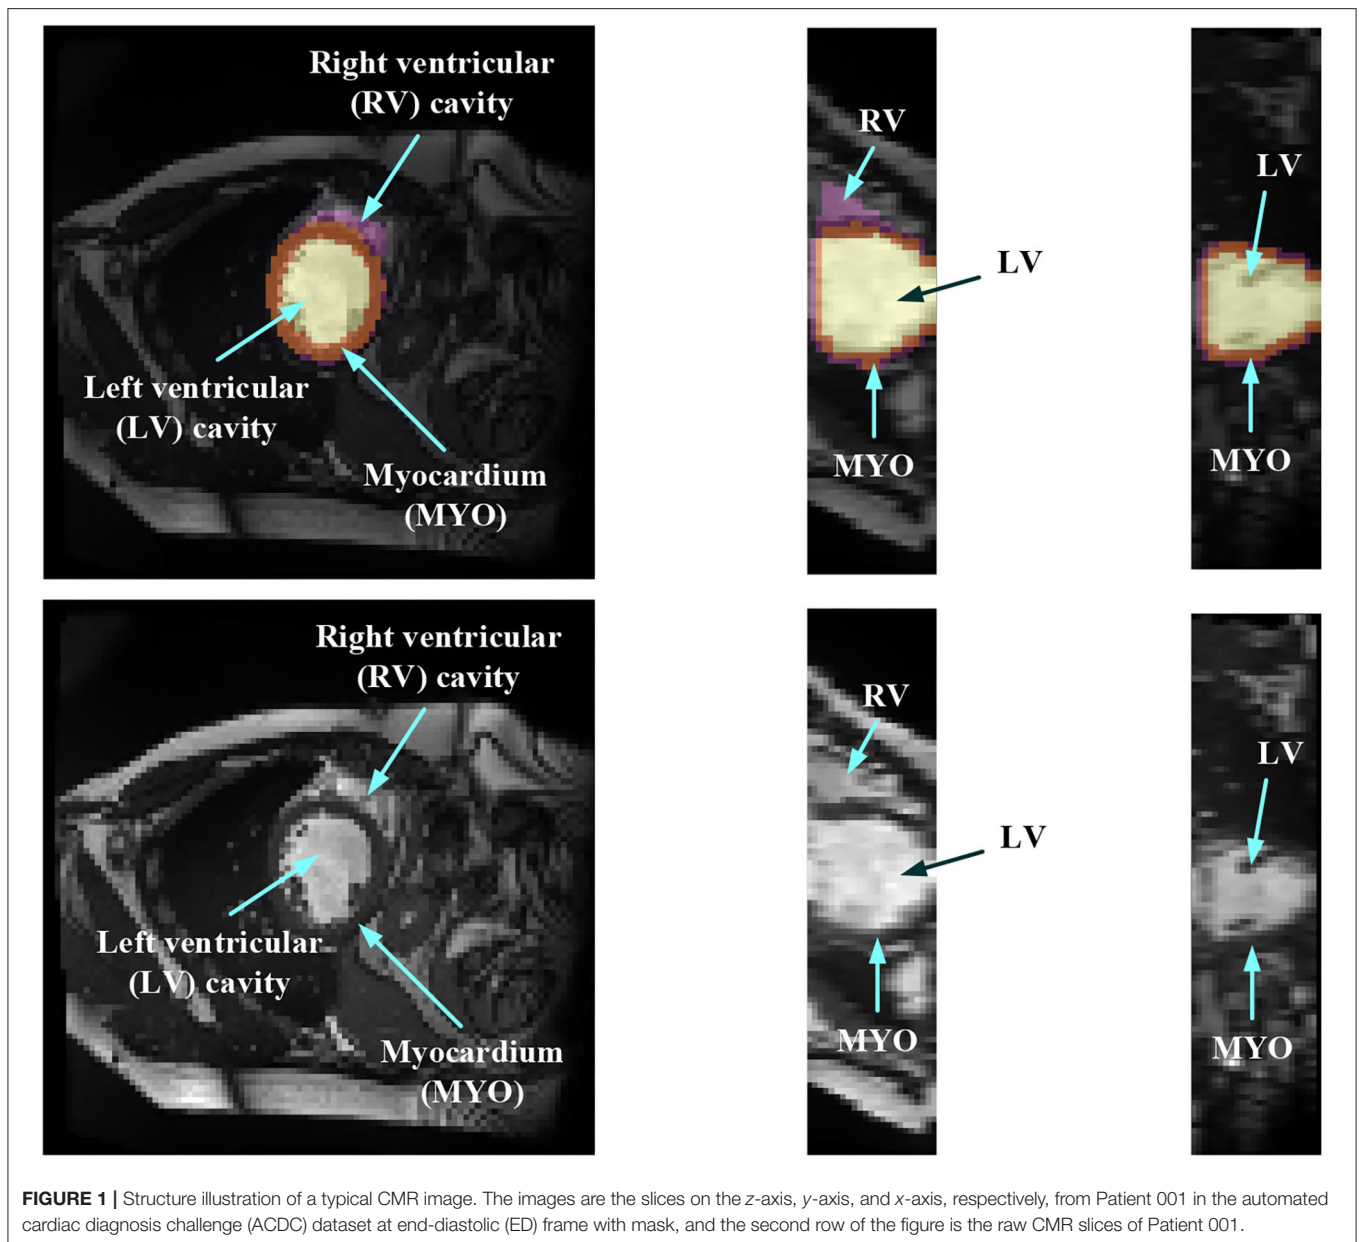 Right ventricular
(RV) cavity
Left ventricular
(LV) cavity
Myocardium
(MYO)
RV
LV
MYO
LV
MYO
Right ventricular
(RV) cavity
Left ventricular
(LV) cavity
Myocardium
(MYO)
RV
LV
MYO
LV
MYO
FIGURE 1 | Structure illustration of a typical CMR image. The images are the slices on the z-axis, y-axis, and x-axis, respectively, from Patient 001 in the automated
cardiac diagnosis challenge (ACDC) dataset at end-diastolic (ED) frame with mask, and the second row of the figure is the raw CMR slices of Patient 001.